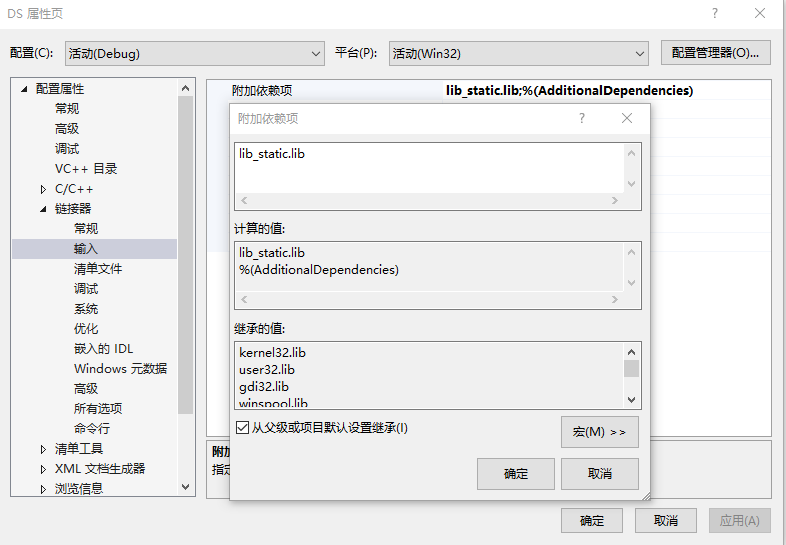 DS 属性页
配置(C):
活动(Debug)
平台(P):
活动(Win32)
配置管理器(O)...
配置属性
常规
高级
调试
VC++ 目录
C/C++
链接器
常规
输入
清单文件
调试
系统
优化
嵌入的 IDL
Windows 元数据
高级
所有选项
命令行
清单工具
XML 文档生成器
浏览信息
附加依赖项
lib_static.lib;%(AdditionalDependencies)
附加依赖项
lib_static.lib
计算的值:
lib_static.lib
%(AdditionalDependencies)
继承的值:
kernel32.lib
user32.lib
gdi32.lib
winspool.lib
从父级或项目默认设置继承(I)
宏(M) >>
确定
取消
附加
指定
确定
取消
应用(A)